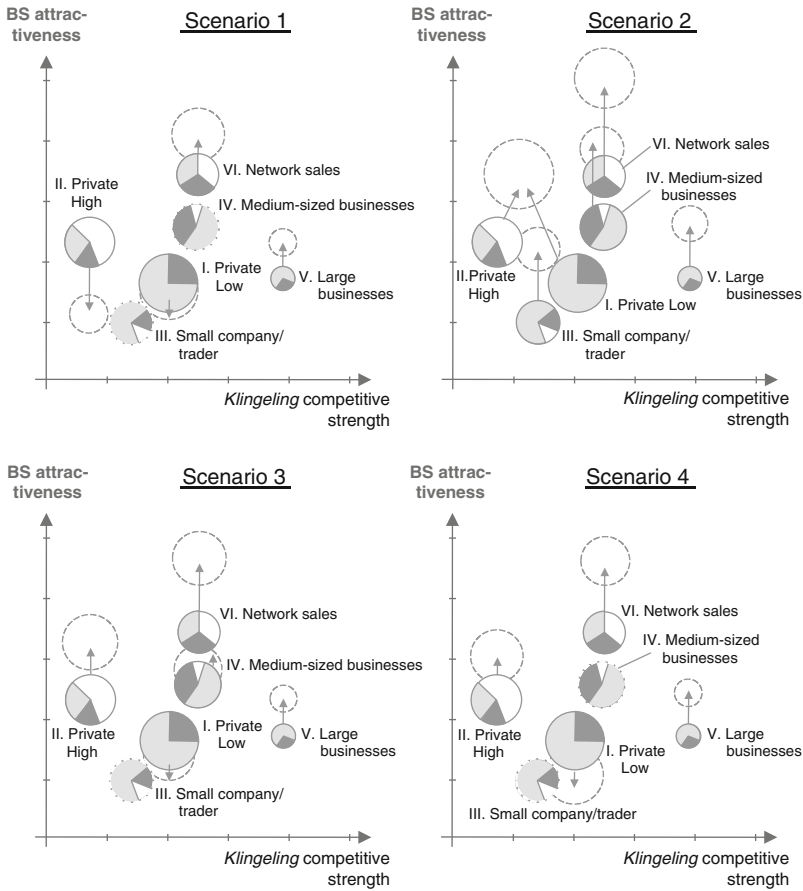 BS attrac-
tiveness
Scenario 1
II. Private
High
VI. Network sales
IV. Medium-sized businesses
I. Private
Low
V. Large
businesses
III. Small company/
trader
Klingeling competitive
strength
BS attrac-
tiveness
Scenario 2
VI. Network sales
IV. Medium-sized
businesses
II.Private
High
V. Large
businesses
I. Private Low
III. Small company/
trader
Klingeling competitive
strength
BS attrac-
tiveness
Scenario 3
VI. Network sales
IV. Medium-sized businesses
II. Private
High
I. Private
Low
V. Large
businesses
III. Small company/
trader
Klingeling competitive
strength
BS attrac-
tiveness
Scenario 4
VI. Network sales
IV. Medium-sized
businesses
II. Private
High
I. Private
Low
V. Large
businesses
III. Small company/trader
Klingeling competitive
strength